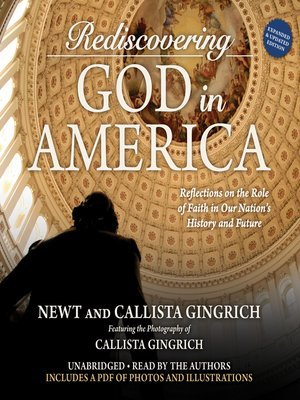 Rediscovering
GOD in
AMERICA
EXPANDED
& UPDATED
EDITION
Reflections on the Role
of Faith in Our Nation's
History and Future
NEWT AND CALLISTA GINGRICH
Featuring the Photography of
CALLISTA GINGRICH
UNABRIDGED • READ BY THE AUTHORS
INCLUDES A PDF OF PHOTOS AND ILLUSTRATIONS